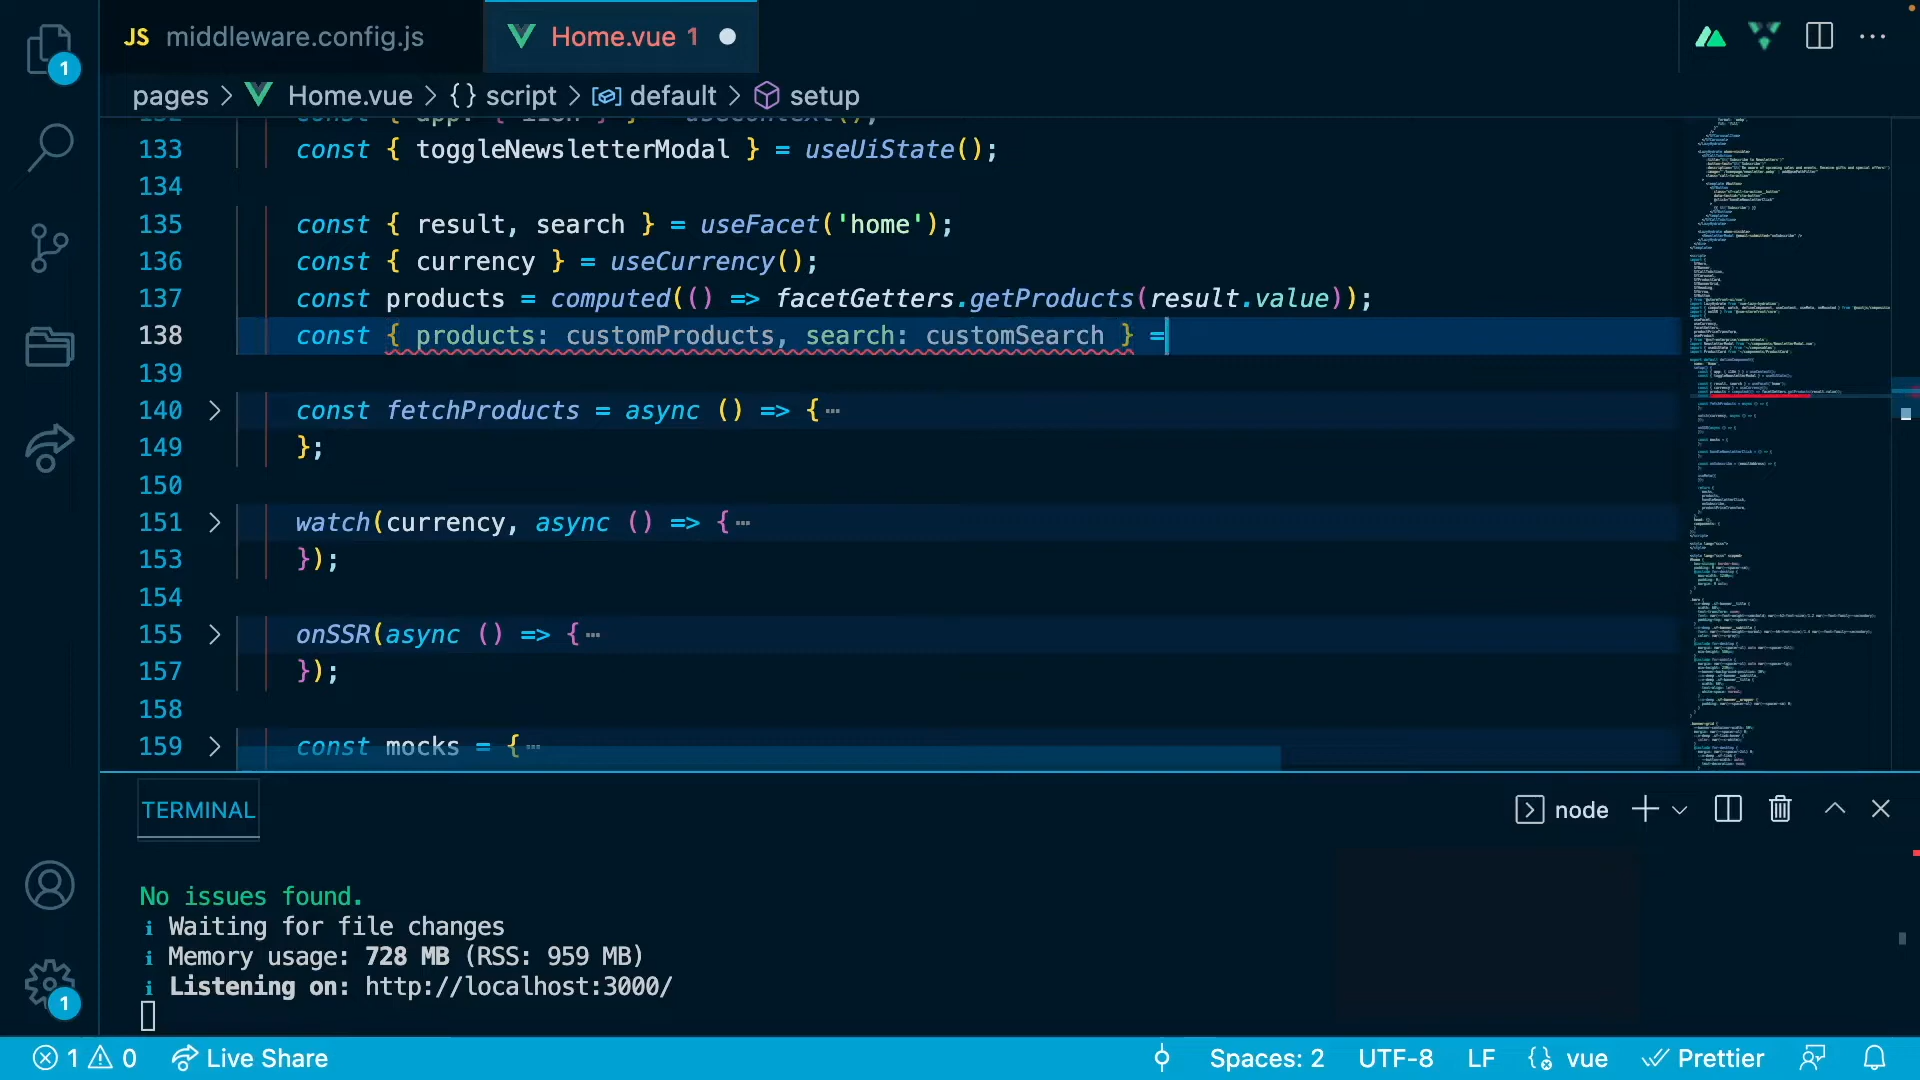 JS middleware.config.js
Home.vue 1
1
pages > Home.vue > {} script > default > setup
133 const { toggleNewsletterModal } = useUiState();
134
135 const { result, search } = useFacet('home');
136 const { currency } = useCurrency();
137 const products = computed(() => facetGetters.getProducts(result.value));
138 const { products: customProducts, search: customSearch } =
139
140 const fetchProducts = async () => {
149 };
150
151 watch(currency, async () => {
153 });
154
155 onSSR(async () => {
157 });
158
159 const mocks = {
TERMINAL
node
No issues found.
i Waiting for file changes
i Memory usage: 728 MB (RSS: 959 MB)
i Listening on: http://localhost:3000/
1
1 0 Live Share
Spaces: 2 UTF-8 LF vue Prettier